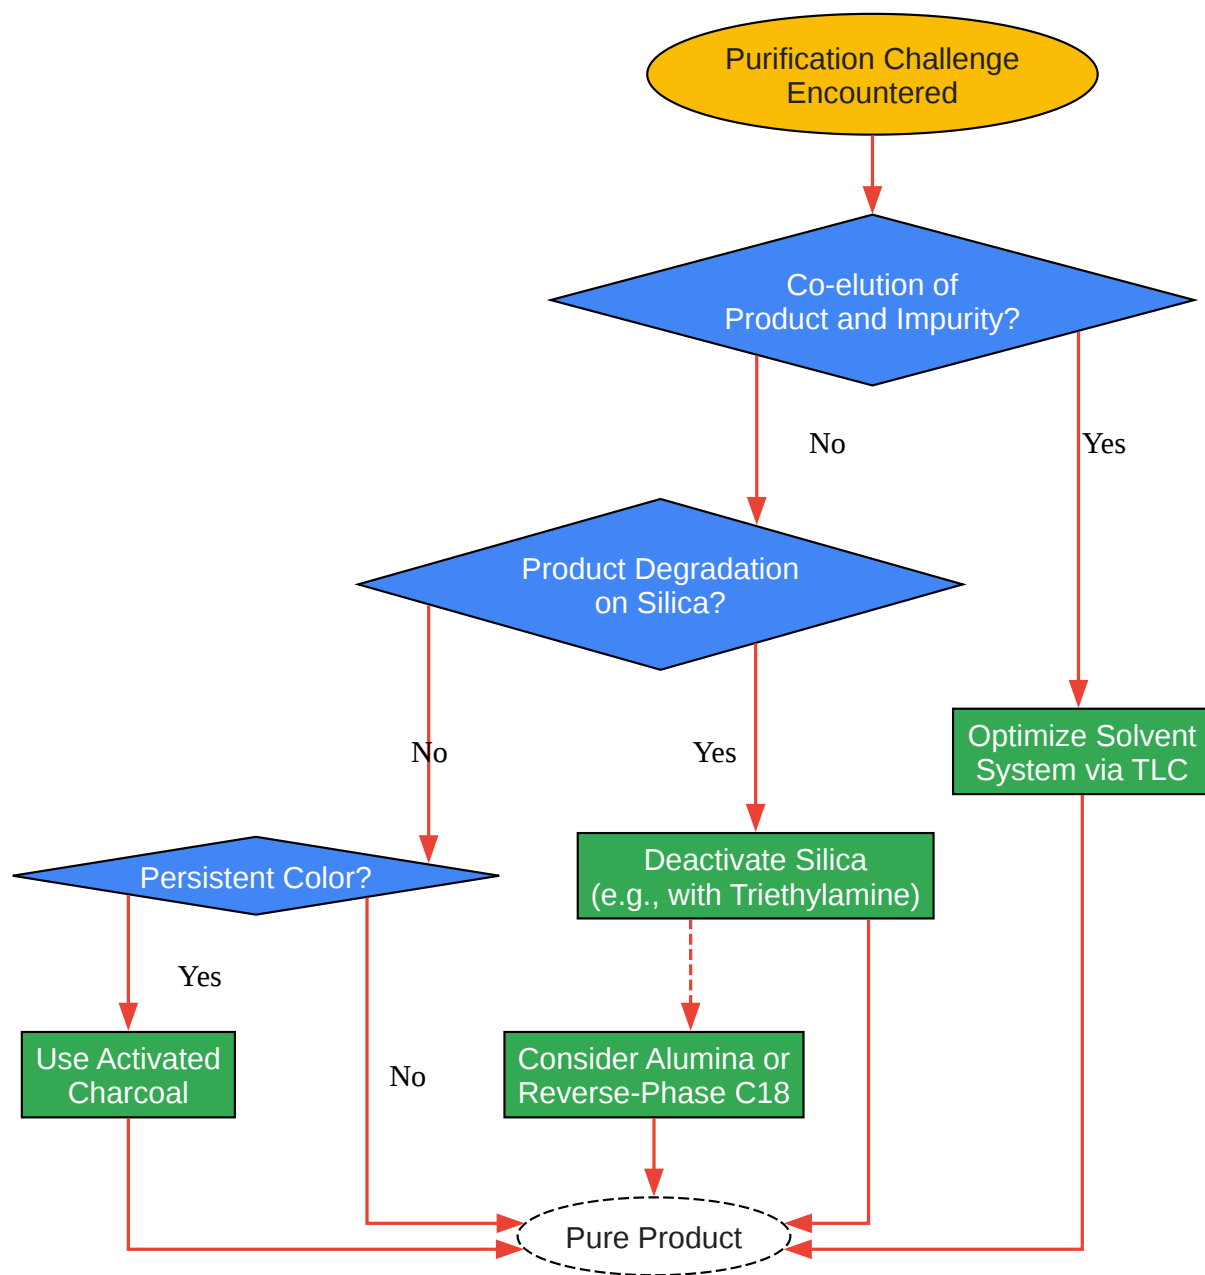 Purification Challenge
Encountered
Co-elution of
Product and Impurity?
No
Yes
Product Degradation
on Silica?
No
Yes
Optimize Solvent
System via TLC
Persistent Color?
Deactivate Silica
(e.g., with Triethylamine)
Yes
No
Use Activated
Charcoal
Consider Alumina or
Reverse-Phase C18
Pure Product